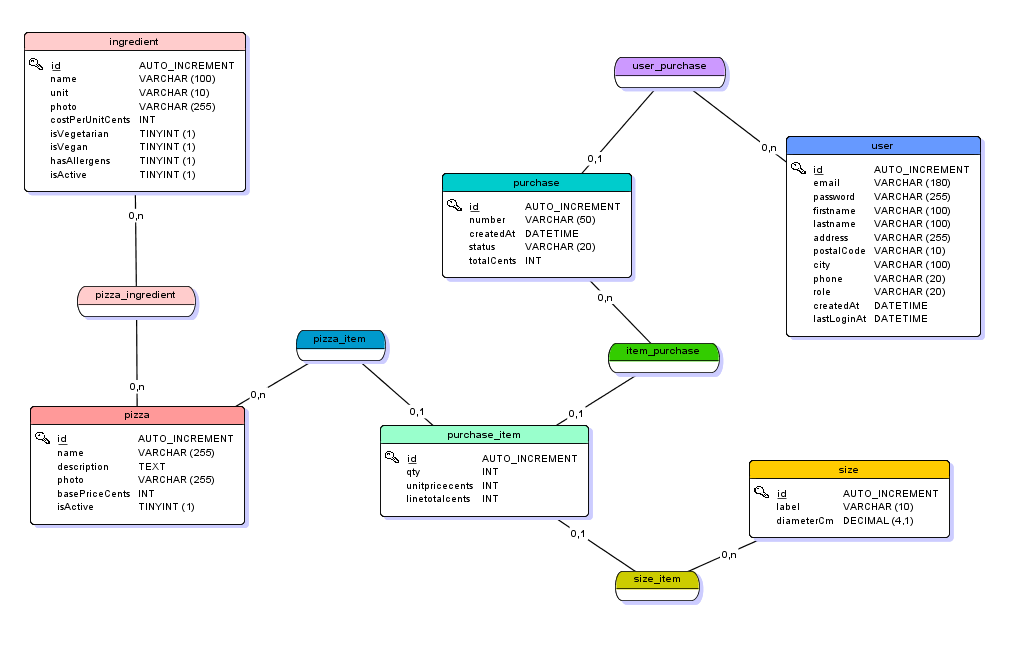 ingredient
id AUTO_INCREMENT
name VARCHAR (100)
unit VARCHAR (10)
photo VARCHAR (255)
costPerUnitCents INT
isVegetarian TINYINT (1)
isVegan TINYINT (1)
hasAllergens TINYINT (1)
isActive TINYINT (1)
0,n
pizza_ingredient
0,n
pizza
id AUTO_INCREMENT
name VARCHAR (255)
description TEXT
photo VARCHAR (255)
basePriceCents INT
isActive TINYINT (1)
0,n
pizza_item
0,1
user_purchase
0,1
0,n
purchase
id AUTO_INCREMENT
number VARCHAR (50)
createdAt DATETIME
status VARCHAR (20)
totalCents INT
0,n
item_purchase
0,1
purchase_item
id AUTO_INCREMENT
qty INT
unitpricecents INT
linetotalcents INT
0,1
size_item
0,n
user
id AUTO_INCREMENT
email VARCHAR (180)
password VARCHAR (255)
firstname VARCHAR (100)
lastname VARCHAR (100)
address VARCHAR (255)
postalCode VARCHAR (10)
city VARCHAR (100)
phone VARCHAR (20)
role VARCHAR (20)
createdAt DATETIME
lastLoginAt DATETIME
size
id AUTO_INCREMENT
label VARCHAR (10)
diameterCm DECIMAL (4,1)